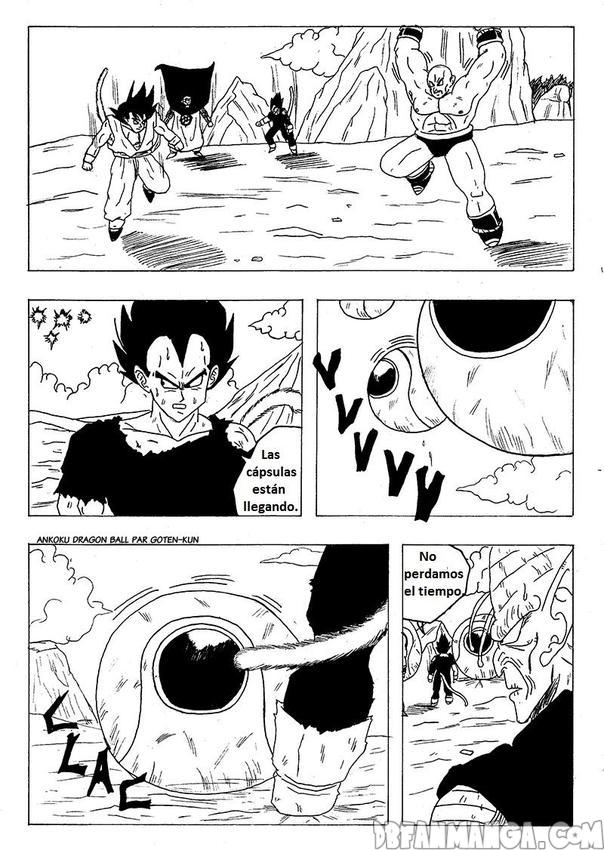 Las
cápsulas
están
llegando.
VVVVVV
ANKOKU DRAGON BALL PAR GOTEN-KUN
No
perdamos
el tiempo.
CLAC
DBFANMANGA.COM